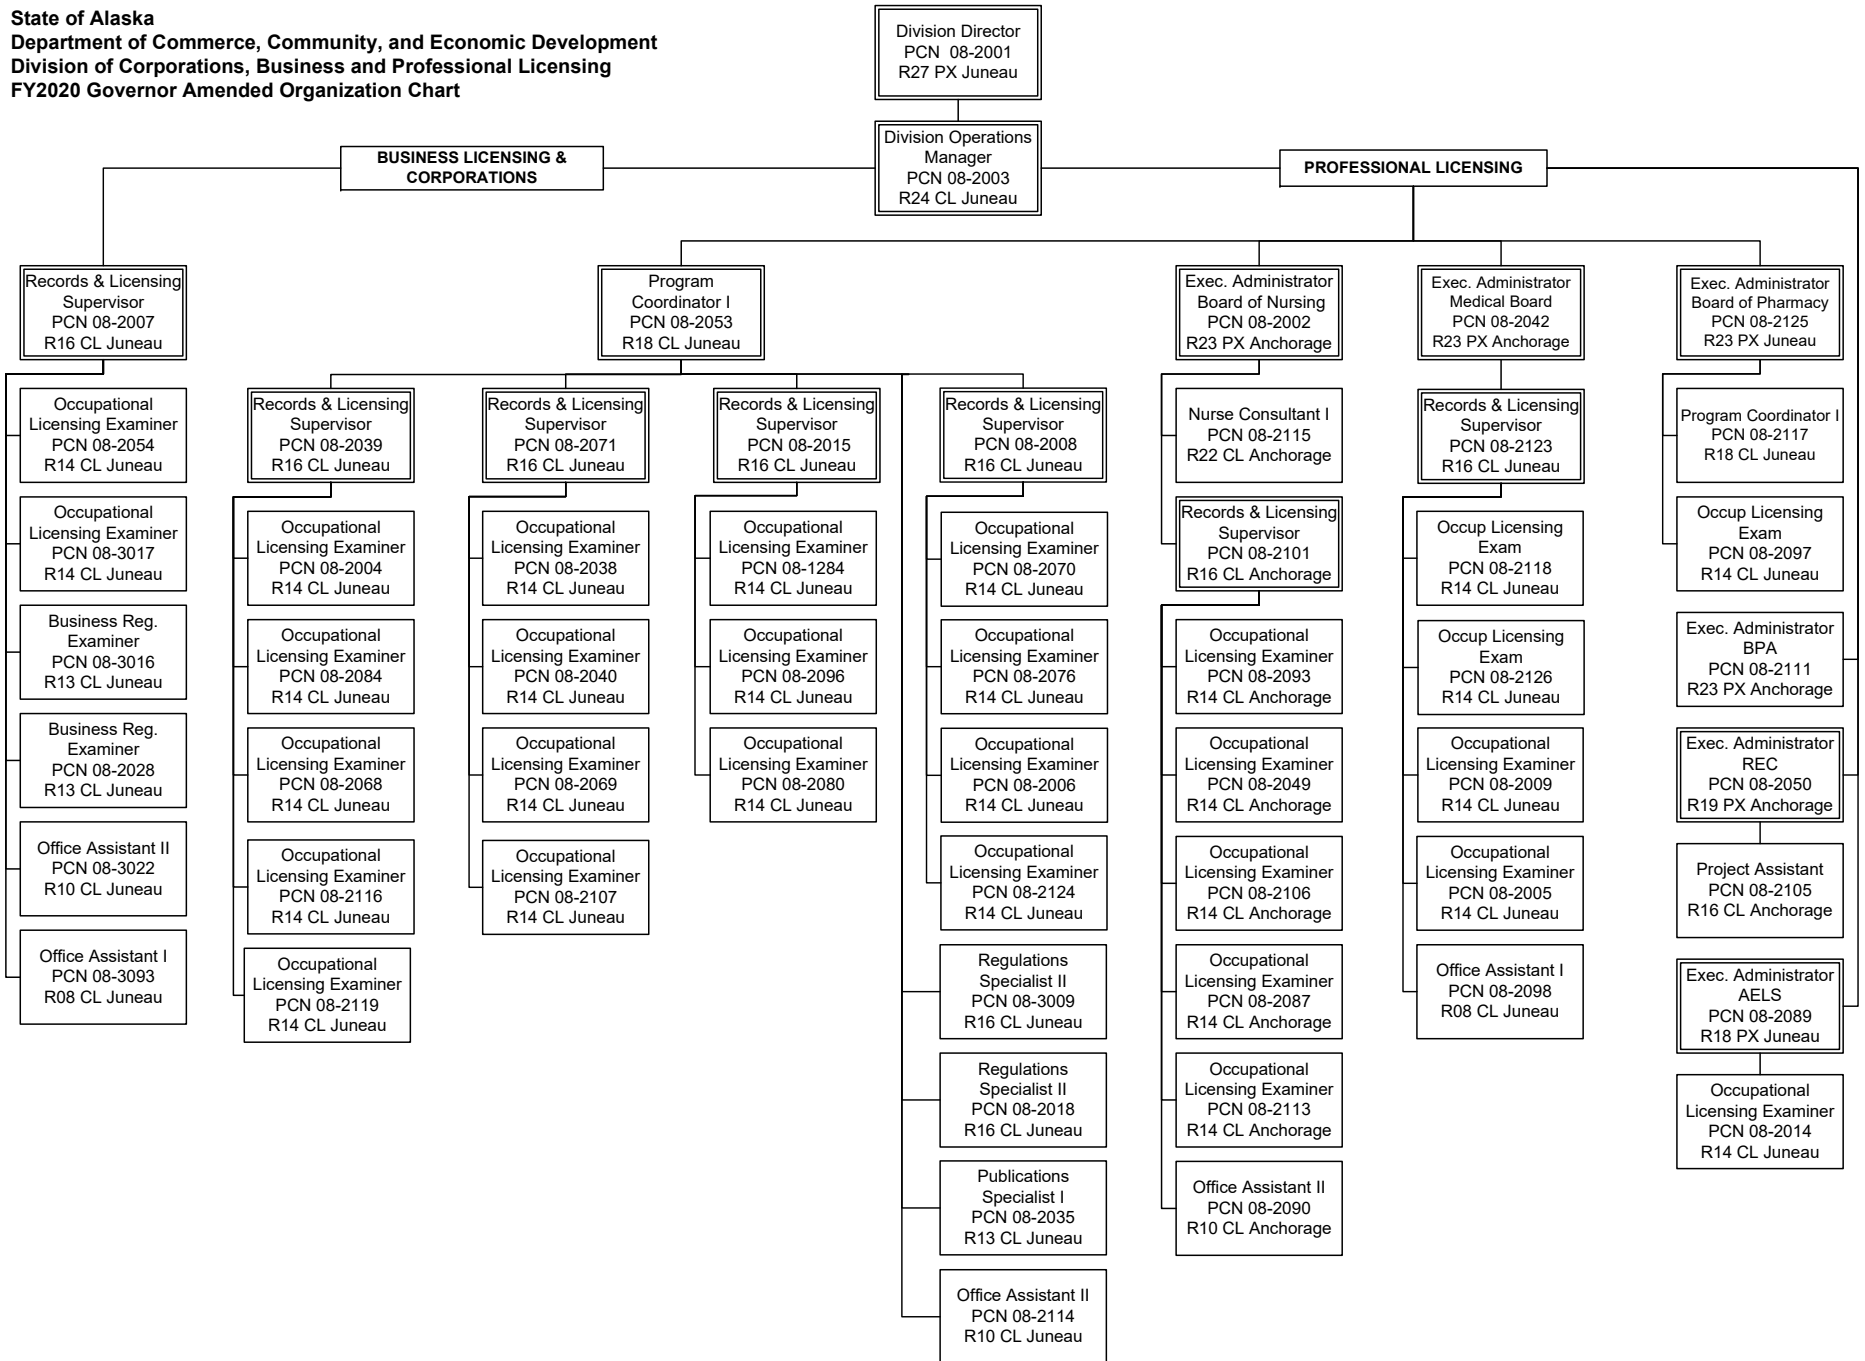 State of Alaska
Department of Commerce, Community, and Economic Development
Division of Corporations, Business and Professional Licensing
FY2020 Governor Amended Organization Chart
Division Director
PCN 08-2001
R27 PX Juneau
Division Operations
Manager
PCN 08-2003
R24 CL Juneau
BUSINESS LICENSING &
CORPORATIONS
PROFESSIONAL LICENSING
Records & Licensing
Supervisor
PCN 08-2007
R16 CL Juneau
Occupational
Licensing Examiner
PCN 08-2054
R14 CL Juneau
Occupational
Licensing Examiner
PCN 08-3017
R14 CL Juneau
Business Reg.
Examiner
PCN 08-3016
R13 CL Juneau
Business Reg.
Examiner
PCN 08-2028
R13 CL Juneau
Office Assistant II
PCN 08-3022
R10 CL Juneau
Office Assistant I
PCN 08-3093
R08 CL Juneau
Program
Coordinator I
PCN 08-2053
R18 CL Juneau
Records & Licensing
Supervisor
PCN 08-2039
R16 CL Juneau
Occupational
Licensing Examiner
PCN 08-2004
R14 CL Juneau
Occupational
Licensing Examiner
PCN 08-2084
R14 CL Juneau
Occupational
Licensing Examiner
PCN 08-2068
R14 CL Juneau
Occupational
Licensing Examiner
PCN 08-2116
R14 CL Juneau
Occupational
Licensing Examiner
PCN 08-2119
R14 CL Juneau
Records & Licensing
Supervisor
PCN 08-2071
R16 CL Juneau
Occupational
Licensing Examiner
PCN 08-2038
R14 CL Juneau
Occupational
Licensing Examiner
PCN 08-2040
R14 CL Juneau
Occupational
Licensing Examiner
PCN 08-2069
R14 CL Juneau
Occupational
Licensing Examiner
PCN 08-2107
R14 CL Juneau
Records & Licensing
Supervisor
PCN 08-2015
R16 CL Juneau
Occupational
Licensing Examiner
PCN 08-1284
R14 CL Juneau
Occupational
Licensing Examiner
PCN 08-2096
R14 CL Juneau
Occupational
Licensing Examiner
PCN 08-2080
R14 CL Juneau
Records & Licensing
Supervisor
PCN 08-2008
R16 CL Juneau
Occupational
Licensing Examiner
PCN 08-2070
R14 CL Juneau
Occupational
Licensing Examiner
PCN 08-2076
R14 CL Juneau
Occupational
Licensing Examiner
PCN 08-2006
R14 CL Juneau
Occupational
Licensing Examiner
PCN 08-2124
R14 CL Juneau
Regulations
Specialist II
PCN 08-3009
R16 CL Juneau
Regulations
Specialist II
PCN 08-2018
R16 CL Juneau
Publications
Specialist I
PCN 08-2035
R13 CL Juneau
Office Assistant II
PCN 08-2114
R10 CL Juneau
Exec. Administrator
Board of Nursing
PCN 08-2002
R23 PX Anchorage
Nurse Consultant I
PCN 08-2115
R22 CL Anchorage
Records & Licensing
Supervisor
PCN 08-2101
R16 CL Anchorage
Occupational
Licensing Examiner
PCN 08-2093
R14 CL Anchorage
Occupational
Licensing Examiner
PCN 08-2049
R14 CL Anchorage
Occupational
Licensing Examiner
PCN 08-2106
R14 CL Anchorage
Occupational
Licensing Examiner
PCN 08-2087
R14 CL Anchorage
Occupational
Licensing Examiner
PCN 08-2113
R14 CL Anchorage
Office Assistant II
PCN 08-2090
R10 CL Anchorage
Exec. Administrator
Medical Board
PCN 08-2042
R23 PX Anchorage
Records & Licensing
Supervisor
PCN 08-2123
R16 CL Juneau
Occup Licensing
Exam
PCN 08-2118
R14 CL Juneau
Occup Licensing
Exam
PCN 08-2126
R14 CL Juneau
Occupational
Licensing Examiner
PCN 08-2009
R14 CL Juneau
Occupational
Licensing Examiner
PCN 08-2005
R14 CL Juneau
Office Assistant I
PCN 08-2098
R08 CL Juneau
Exec. Administrator
Board of Pharmacy
PCN 08-2125
R23 PX Juneau
Program Coordinator I
PCN 08-2117
R18 CL Juneau
Occup Licensing
Exam
PCN 08-2097
R14 CL Juneau
Exec. Administrator
BPA
PCN 08-2111
R23 PX Anchorage
Exec. Administrator
REC
PCN 08-2050
R19 PX Anchorage
Project Assistant
PCN 08-2105
R16 CL Anchorage
Exec. Administrator
AELS
PCN 08-2089
R18 PX Juneau
Occupational
Licensing Examiner
PCN 08-2014
R14 CL Juneau